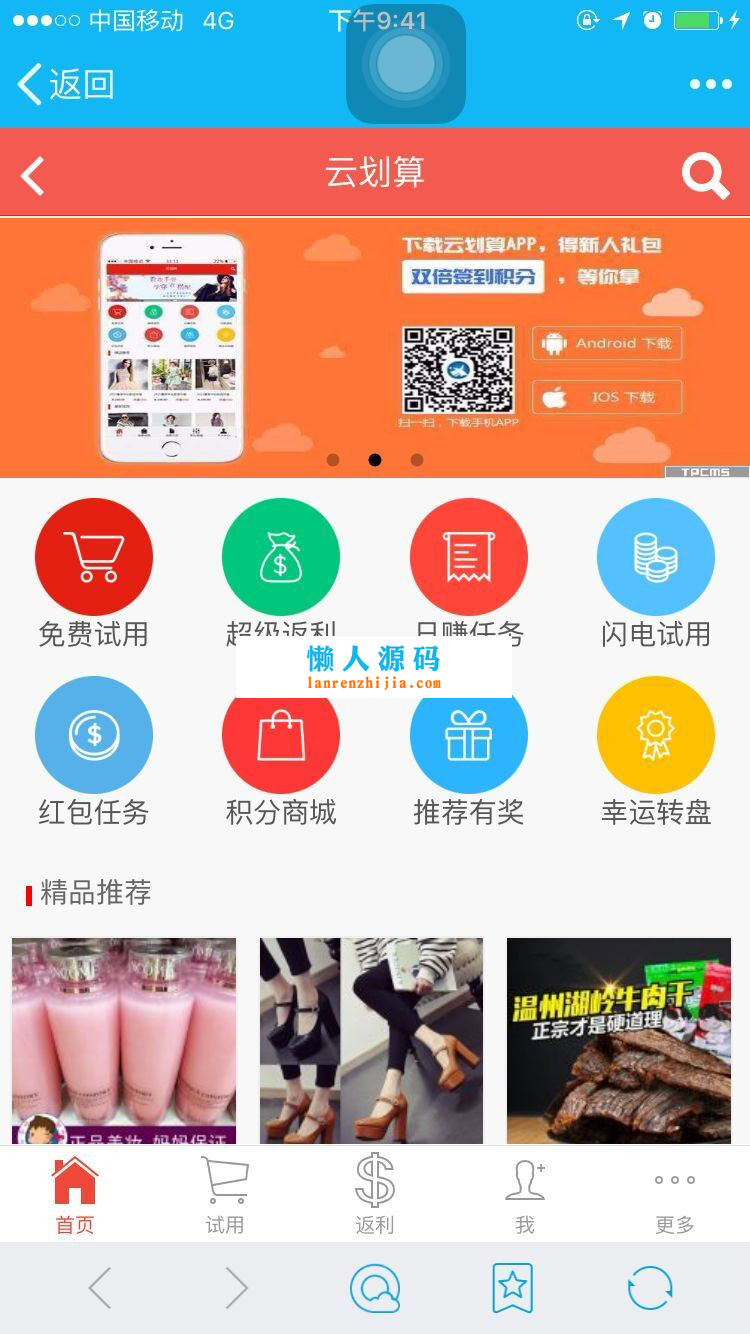 中国移动 4G 下午9:41
返回
云划算
下载云划算APP，得新人礼包
双倍签到积分，等你拿
Android 下载
IOS 下载
扫一扫，下载手机APP
TPCMS
免费试用 超级返利 日赚任务 闪电试用
懒人源码
lanrenzhijia.com
红包任务 积分商城 推荐有奖 幸运转盘
精品推荐
温州湖岭牛肉干
正宗才是硬道理
正品美妆 妈妈保证
首页 试用 返利 我 更多